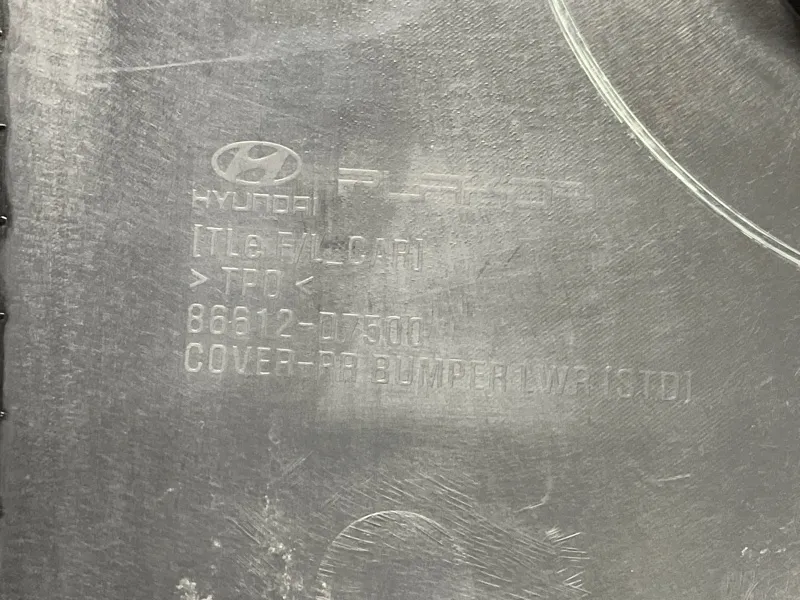 HYUNDAI PLAKOR
[TLe F/L_CAR]
> TPO <
86612-D7500
COVER-RR BUMPER LWR [STD]